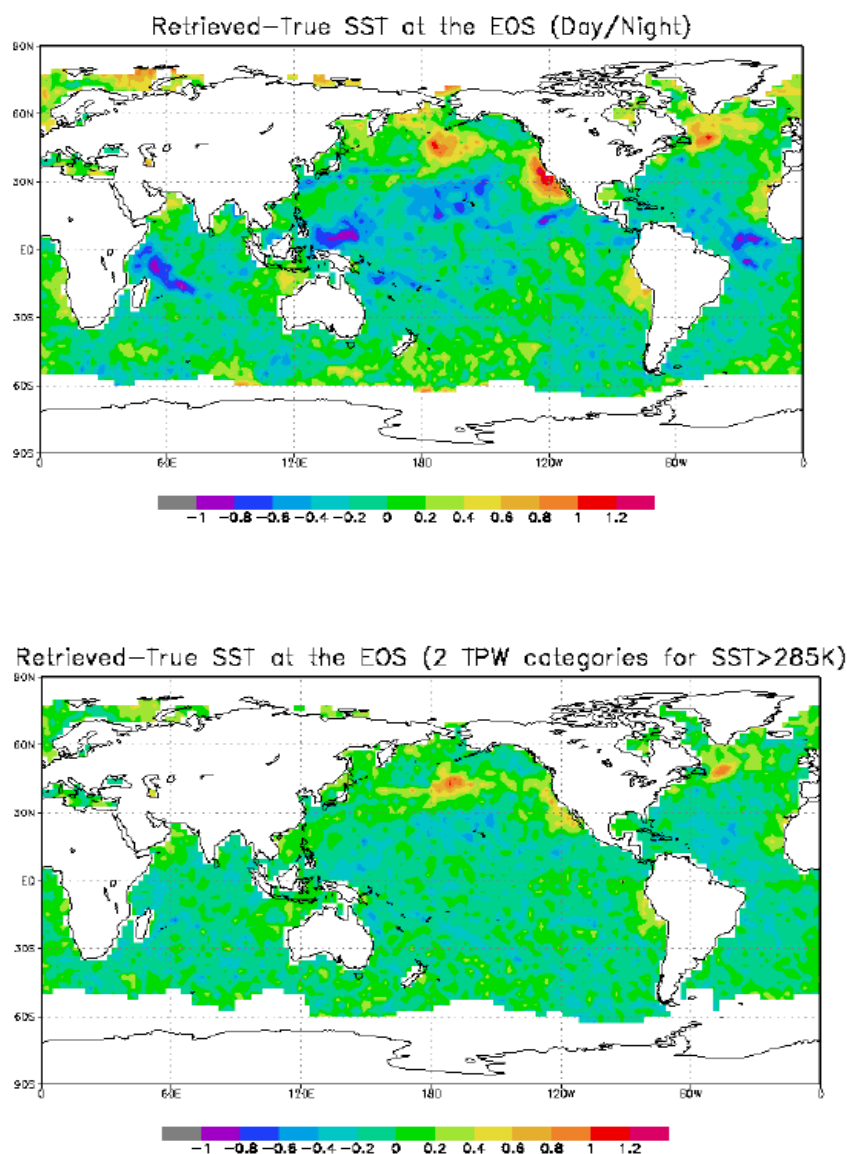 Retrieved-True SST at the EOS (Day/Night)
90N
60N
30N
EQ
30S
60S
90S
0 60E 120E 180 120W 60W 0
-1 -0.8 -0.6 -0.4 -0.2 0 0.2 0.4 0.6 0.8 1 1.2
Retrieved-True SST at the EOS (2 TPW categories for SST>285K)
90N
60N
30N
EQ
30S
60S
90S
0 60E 120E 180 120W 60W 0
-1 -0.8 -0.6 -0.4 -0.2 0 0.2 0.4 0.6 0.8 1 1.2